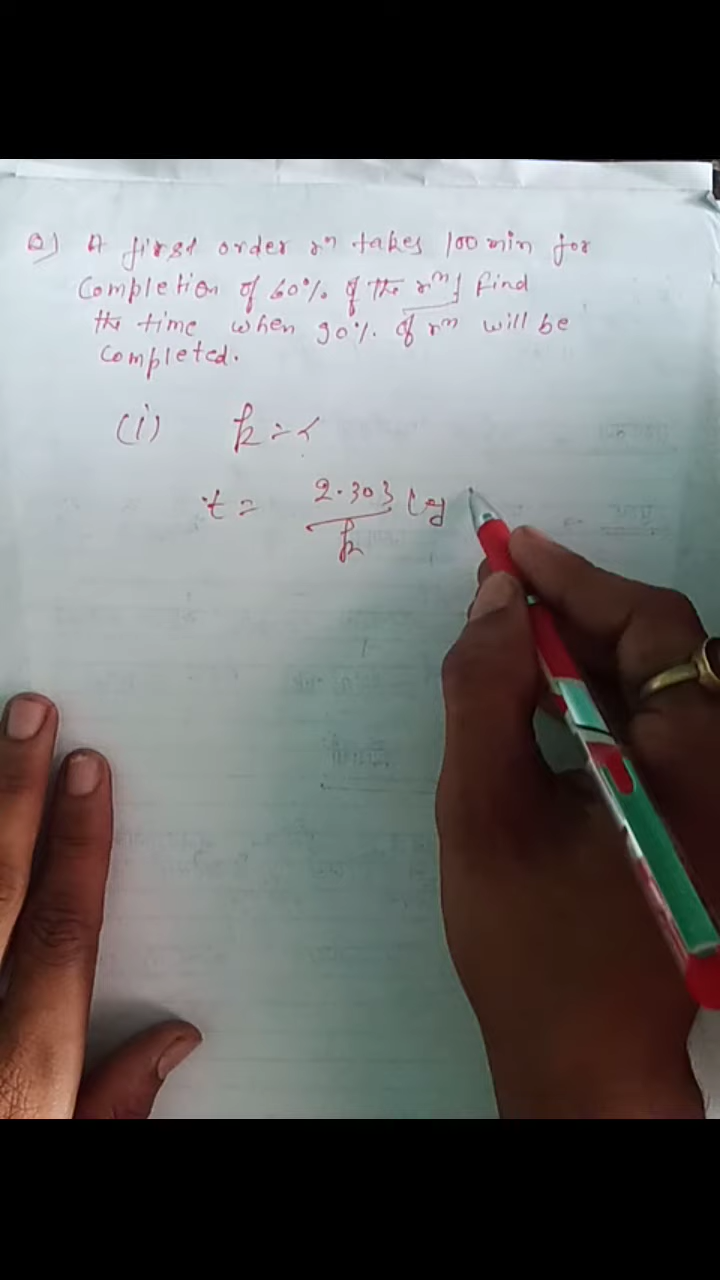 Q) A first order rn takes 100 min for
Completion of 60% of the rn, find
the time when 90% of rn will be
Completed.
(i) k =
t = 2.303/k log